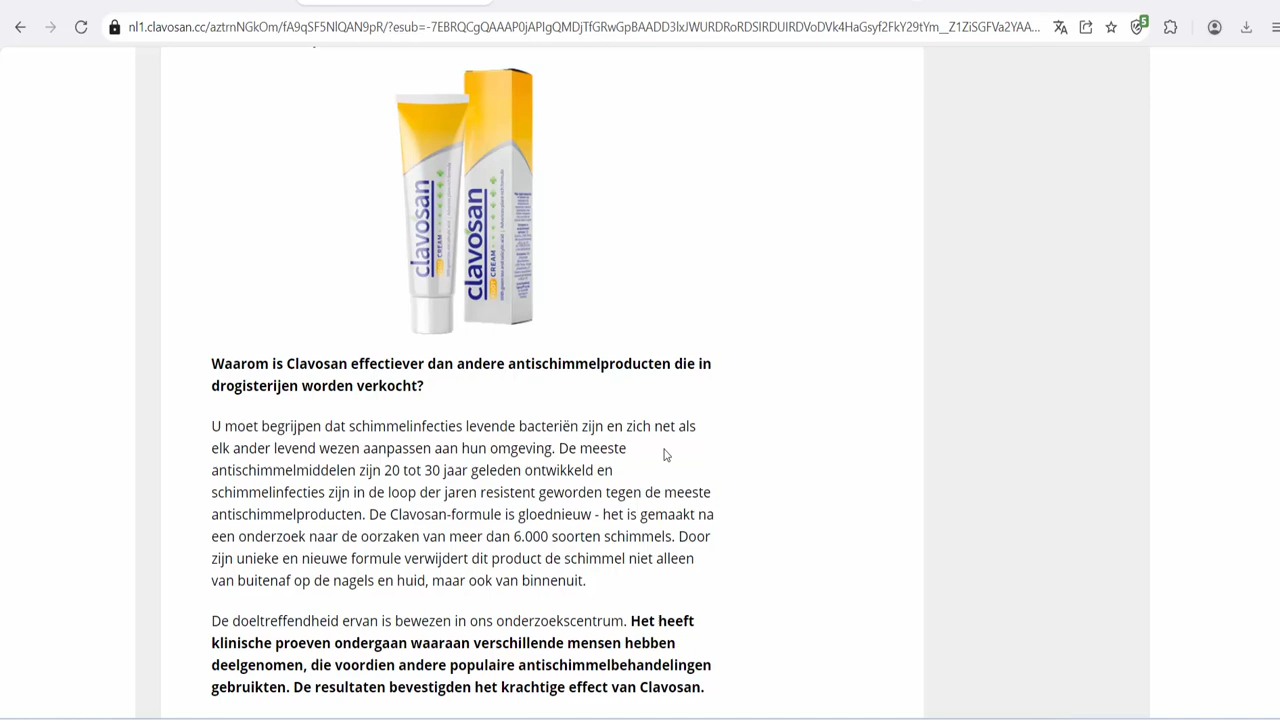 nl1.clavosan.cc/aztrnNGkOm/fA9qSF5NlQAN9pR/?esub=-7EBRQCgQAAAP0jAPIgQMDjTfGRwGpBAADD3lxJWURDRoRDSIRDUIRDVoDVk4HaGsyf2FkY29tYm__Z1ZiSGFVa2YAA...
5
clavosan
CREAM
clavosan
CREAM
Waarom is Clavosan effectiever dan andere antischimmelproducten die in
drogisterijen worden verkocht?
U moet begrijpen dat schimmelinfecties levende bacteriën zijn en zich net als
elk ander levend wezen aanpassen aan hun omgeving. De meeste
antischimmelmiddelen zijn 20 tot 30 jaar geleden ontwikkeld en
schimmelinfecties zijn in de loop der jaren resistent geworden tegen de meeste
antischimmelproducten. De Clavosan-formule is gloednieuw - het is gemaakt na
een onderzoek naar de oorzaken van meer dan 6.000 soorten schimmels. Door
zijn unieke en nieuwe formule verwijdert dit product de schimmel niet alleen
van buitenaf op de nagels en huid, maar ook van binnenuit.
De doeltreffendheid ervan is bewezen in ons onderzoekscentrum. Het heeft
klinische proeven ondergaan waaraan verschillende mensen hebben
deelgenomen, die voordien andere populaire antischimmelbehandelingen
gebruikten. De resultaten bevestigden het krachtige effect van Clavosan.